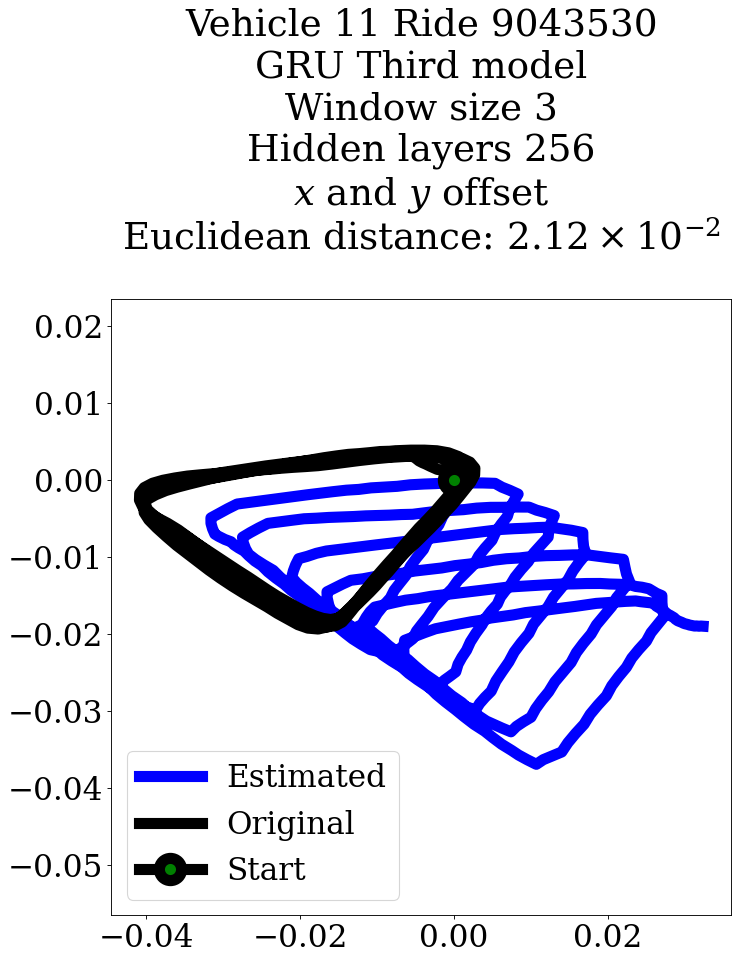 Vehicle 11 Ride 9043530
GRU Third model
Window size 3
Hidden layers 256
x and y offset
Euclidean distance: 2.12 × 10⁻²
0.02
0.01
0.00
−0.01
−0.02
−0.03
−0.04
−0.05
Estimated
Original
Start
−0.04 −0.02 0.00 0.02